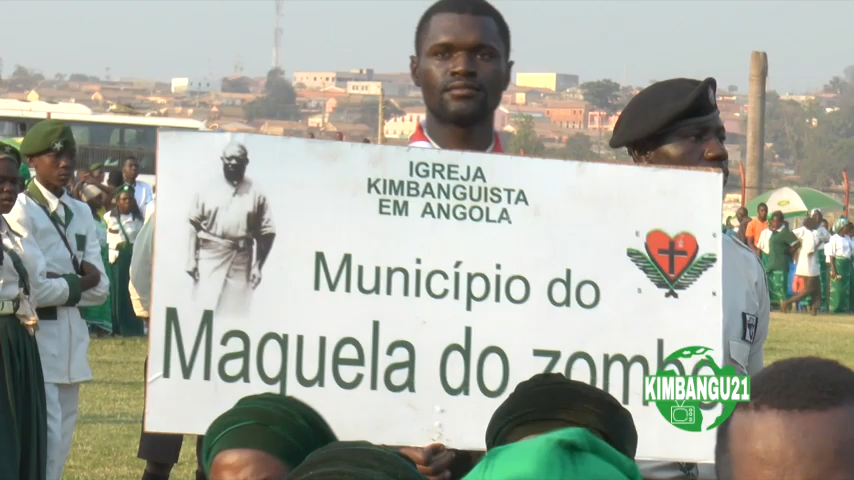 IGREJA
KIMBANGUISTA
EM ANGOLA
Município do
Maquela do zombo
KIMBANGU21